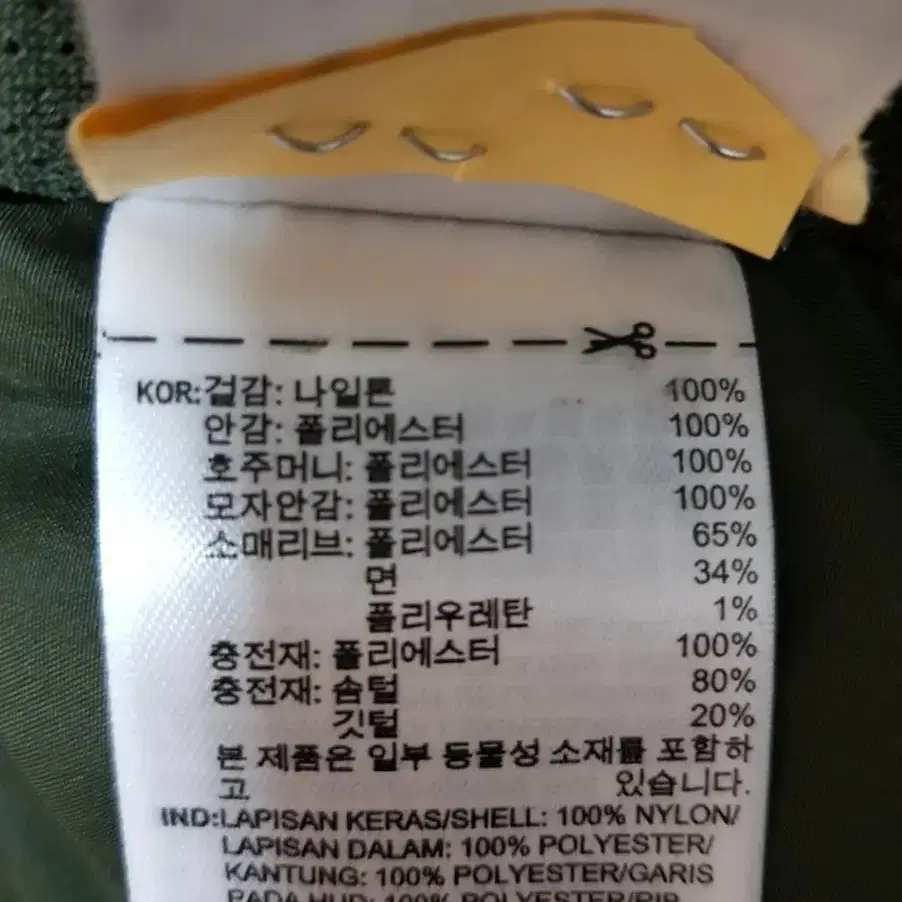 KOR:겉감: 나일론 100%
안감: 폴리에스터 100%
호주머니: 폴리에스터 100%
모자안감: 폴리에스터 100%
소매리브: 폴리에스터 65%
면 34%
폴리우레탄 1%
충전재: 폴리에스터 100%
충전재: 솜털 80%
깃털 20%
본 제품은 일부 동물성 소재를 포함하
고 있습니다.
IND:LAPISAN KERAS/SHELL: 100% NYLON/
LAPISAN DALAM: 100% POLYESTER/
KANTUNG: 100% POLYESTER/GARIS
PADA HUD: 100% POLYESTER/RIB